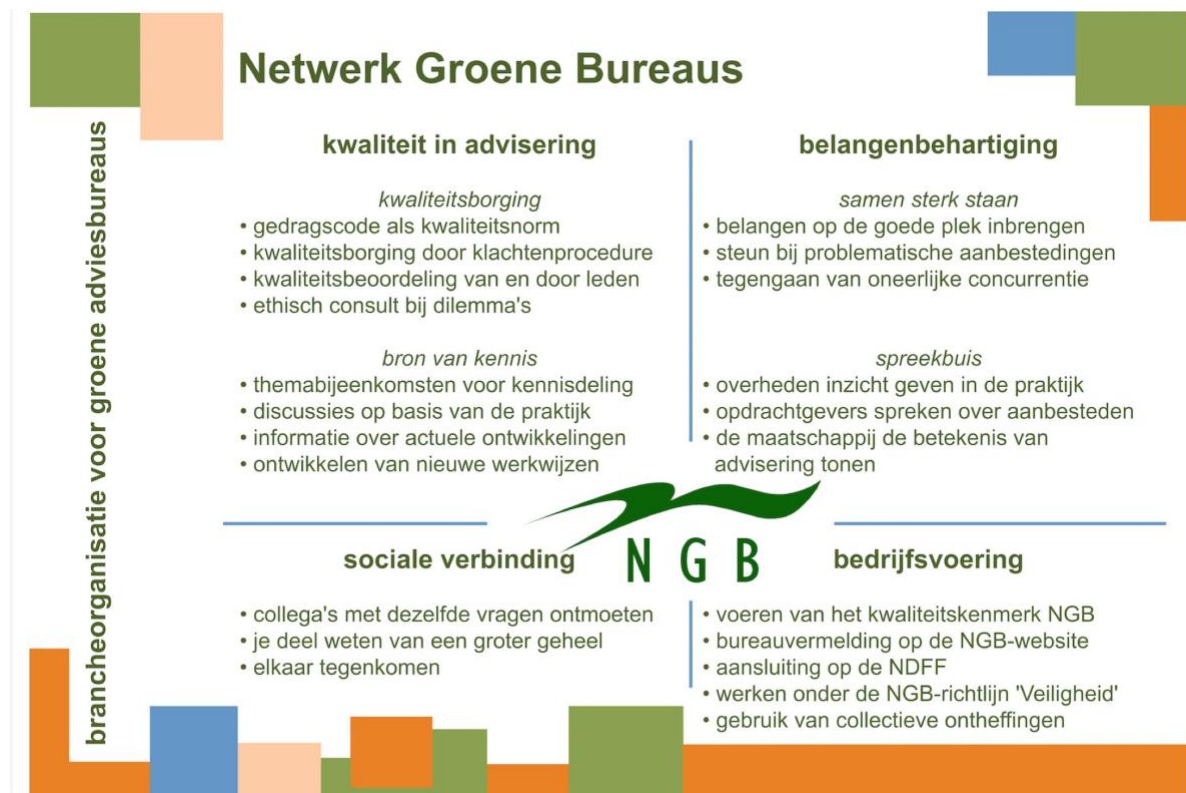 Netwerk Groene Bureaus
brancheorganisatie voor groene adviesbureaus
kwaliteit in advisering
kwaliteitsborging
• gedragscode als kwaliteitsnorm
• kwaliteitsborging door klachtenprocedure
• kwaliteitsbeoordeling van en door leden
• ethisch consult bij dilemma's
bron van kennis
• themabijeenkomsten voor kennisdeling
• discussies op basis van de praktijk
• informatie over actuele ontwikkelingen
• ontwikkelen van nieuwe werkwijzen
belangenbehartiging
samen sterk staan
• belangen op de goede plek inbrengen
• steun bij problematische aanbestedingen
• tegengaan van oneerlijke concurrentie
spreekbuis
• overheden inzicht geven in de praktijk
• opdrachtgevers spreken over aanbesteden
• de maatschappij de betekenis van
advisering tonen
NGB
sociale verbinding
• collega's met dezelfde vragen ontmoeten
• je deel weten van een groter geheel
• elkaar tegenkomen
bedrijfsvoering
• voeren van het kwaliteitskenmerk NGB
• bureauvermelding op de NGB-website
• aansluiting op de NDFF
• werken onder de NGB-richtlijn 'Veiligheid'
• gebruik van collectieve ontheffingen